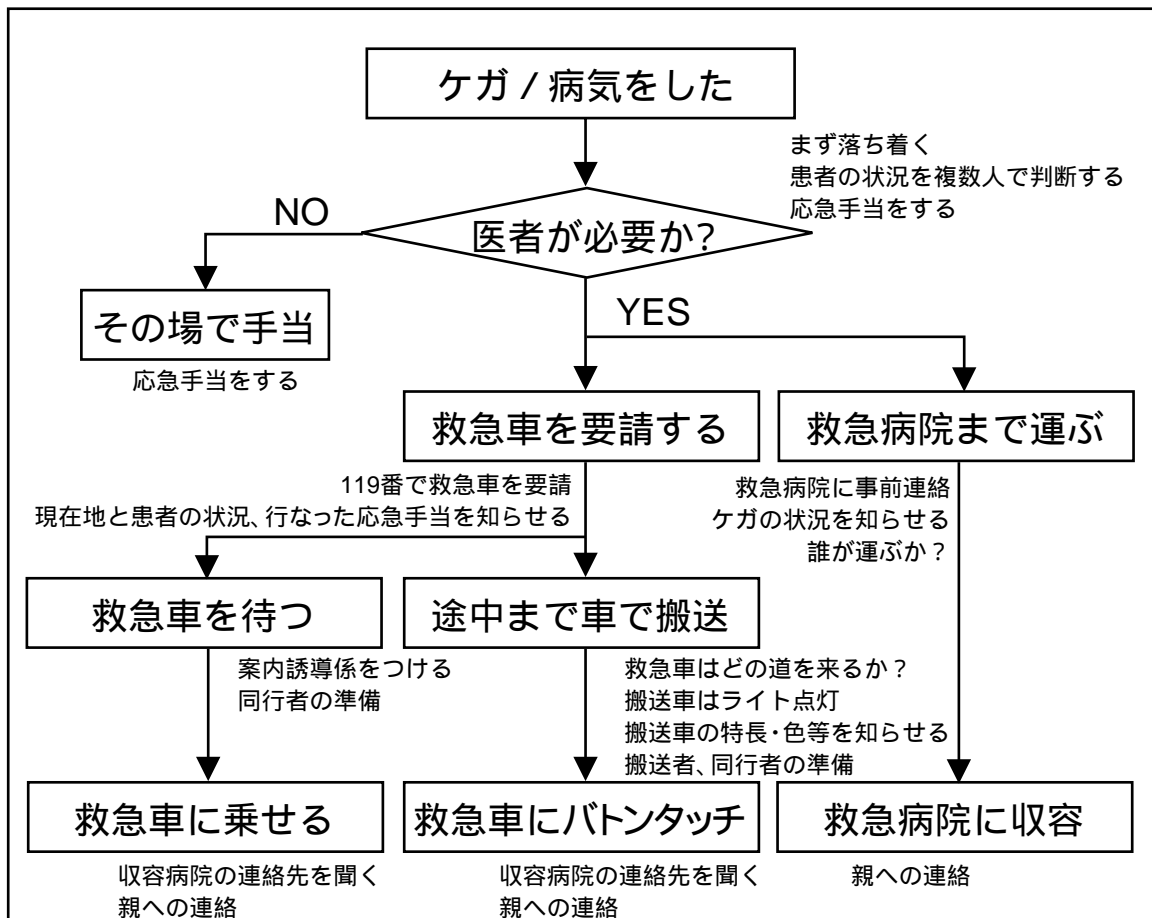 ケガ / 病気をした
まず落ち着く
患者の状況を複数人で判断する
応急手当をする
NO
医者が必要か?
YES
その場で手当
応急手当をする
救急車を要請する
救急病院まで運ぶ
119番で救急車を要請
現在地と患者の状況、行なった応急手当を知らせる
救急病院に事前連絡
ケガの状況を知らせる
誰が運ぶか？
救急車を待つ
途中まで車で搬送
案内誘導係をつける
同行者の準備
救急車はどの道を来るか？
搬送車はライト点灯
搬送車の特長・色等を知らせる
搬送者、同行者の準備
救急車に乗せる
救急車にバトンタッチ
救急病院に収容
収容病院の連絡先を聞く
親への連絡
収容病院の連絡先を聞く
親への連絡
親への連絡